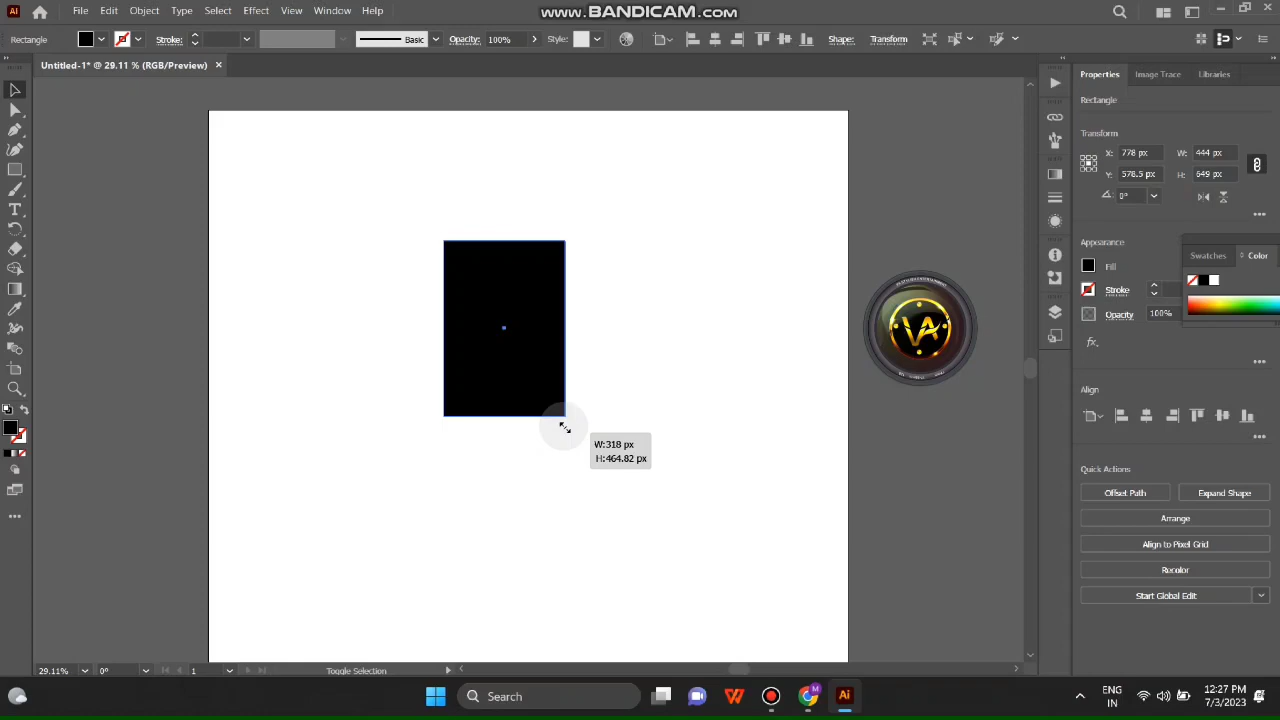 Ai File Edit Object Type Select Effect View Window Help
www.BANDICAM.com
Rectangle Stroke: Basic Opacity: 100% Style: Shape: Transform
Untitled-1* @ 29.11 % (RGB/Preview) ×
Properties Image Trace Libraries
Rectangle
Transform
X: 778 px W: 444 px
Y: 578.5 px H: 649 px
0°
Appearance
Fill
Stroke
Opacity 100%
fx.
Swatches Color
VA
W:318 px
H:464.82 px
Align
Quick Actions
Offset Path Expand Shape
Arrange
Align to Pixel Grid
Recolor
Start Global Edit
29.11% 0° 1 Toggle Selection
Search
M
Ai
ENG
IN
12:27 PM
7/3/2023